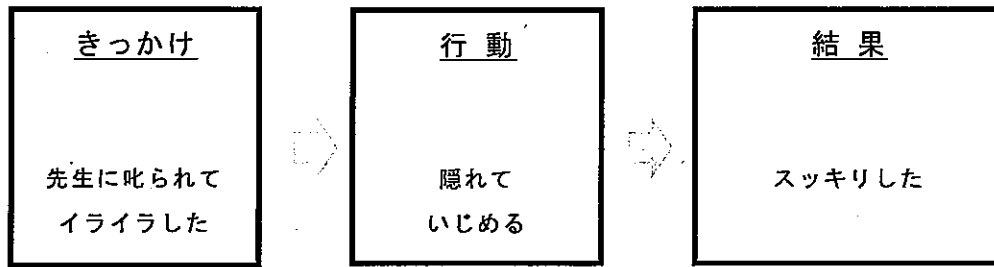 きっかけ
先生に叱られて
イライラした
行動
隠れて
いじめる
結果
スッキリした